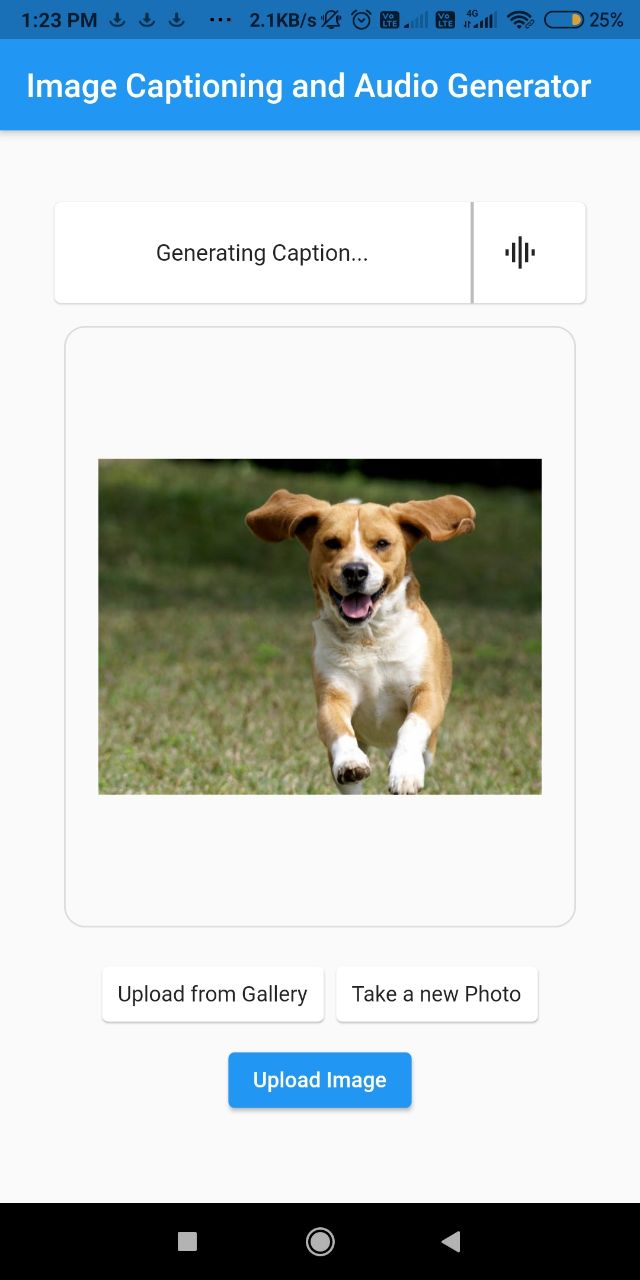 1:23 PM ... 2.1KB/s Vo LTE Vo LTE 4G 25%
Image Captioning and Audio Generator
Generating Caption...
Upload from Gallery Take a new Photo
Upload Image